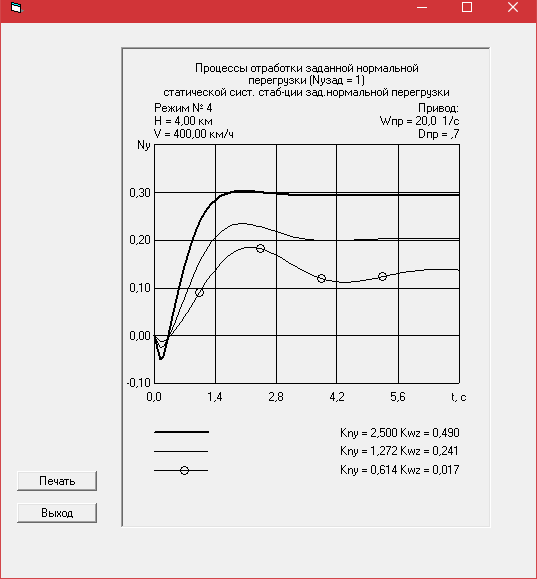 Процессы отработки заданной нормальной
перегрузки (Nyзад = 1)
статической сист. стаб-ции зад.нормальной перегрузки
Режим № 4 Привод:
H = 4,00 км Wпр = 20,0 1/с
V = 400,00 км/ч Dпр = ,7
Ny
0,30
0,20
0,10
0,00
-0,10
0,0 1,4 2,8 4,2 5,6 t, c
Kny = 2,500 Kwz = 0,490
Kny = 1,272 Kwz = 0,241
Kny = 0,614 Kwz = 0,017
Печать
Выход